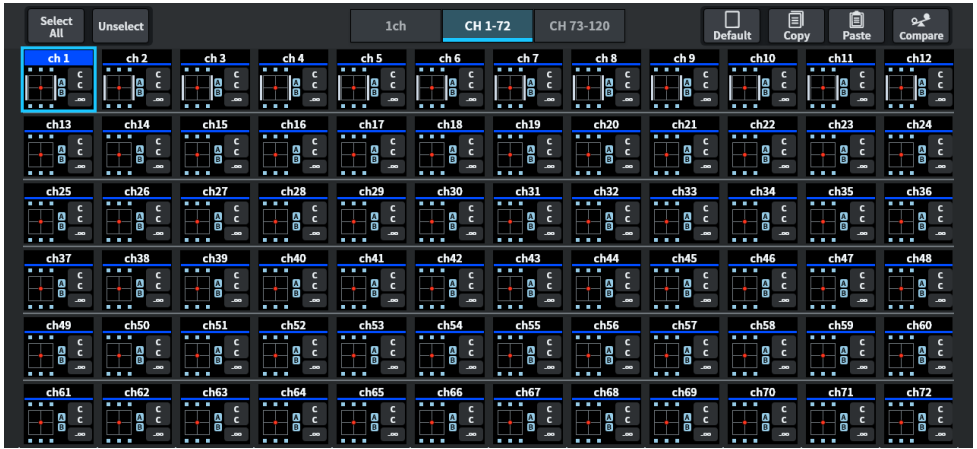 Select All
Unselect
1ch
CH 1-72
CH 73-120
Default
Copy
Paste
Compare
ch 1 ch 2 ch 3 ch 4 ch 5 ch 6 ch 7 ch 8 ch 9 ch10 ch11 ch12
C C C C C C C C C C C C
A A A A A A A A A A A A
C C C C C C C C C C C C
B B B B B B B B B B B B
-∞ -∞ -∞ -∞ -∞ -∞ -∞ -∞ -∞ -∞ -∞ -∞
ch13 ch14 ch15 ch16 ch17 ch18 ch19 ch20 ch21 ch22 ch23 ch24
C C C C C C C C C C C C
A A A A A A A A A A A A
C C C C C C C C C C C C
B B B B B B B B B B B B
-∞ -∞ -∞ -∞ -∞ -∞ -∞ -∞ -∞ -∞ -∞ -∞
ch25 ch26 ch27 ch28 ch29 ch30 ch31 ch32 ch33 ch34 ch35 ch36
C C C C C C C C C C C C
A A A A A A A A A A A A
C C C C C C C C C C C C
B B B B B B B B B B B B
-∞ -∞ -∞ -∞ -∞ -∞ -∞ -∞ -∞ -∞ -∞ -∞
ch37 ch38 ch39 ch40 ch41 ch42 ch43 ch44 ch45 ch46 ch47 ch48
C C C C C C C C C C C C
A A A A A A A A A A A A
C C C C C C C C C C C C
B B B B B B B B B B B B
-∞ -∞ -∞ -∞ -∞ -∞ -∞ -∞ -∞ -∞ -∞ -∞
ch49 ch50 ch51 ch52 ch53 ch54 ch55 ch56 ch57 ch58 ch59 ch60
C C C C C C C C C C C C
A A A A A A A A A A A A
C C C C C C C C C C C C
B B B B B B B B B B B B
-∞ -∞ -∞ -∞ -∞ -∞ -∞ -∞ -∞ -∞ -∞ -∞
ch61 ch62 ch63 ch64 ch65 ch66 ch67 ch68 ch69 ch70 ch71 ch72
C C C C C C C C C C C C
A A A A A A A A A A A A
C C C C C C C C C C C C
B B B B B B B B B B B B
-∞ -∞ -∞ -∞ -∞ -∞ -∞ -∞ -∞ -∞ -∞ -∞